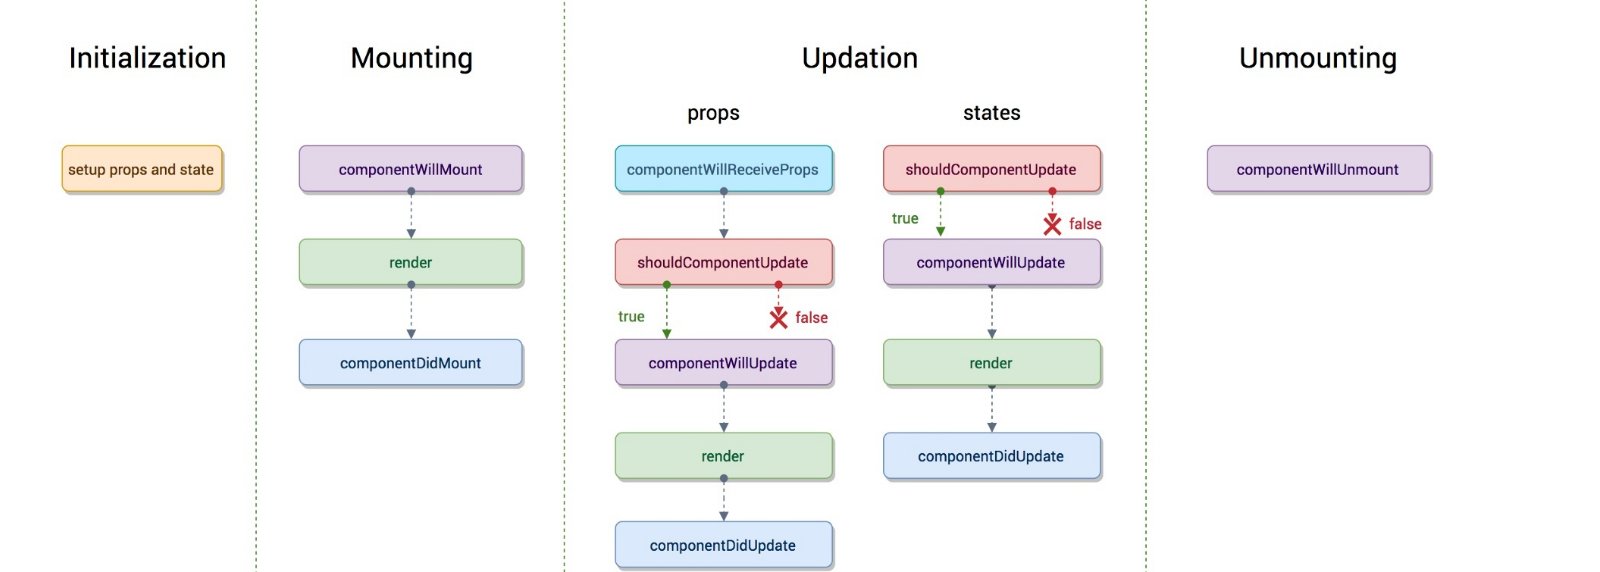 Initialization
Mounting
Updation
Unmounting
props
states
setup props and state
componentWillMount
componentWillReceiveProps
shouldComponentUpdate
componentWillUnmount
true
false
render
shouldComponentUpdate
componentWillUpdate
true
false
componentDidMount
componentWillUpdate
render
render
componentDidUpdate
componentDidUpdate